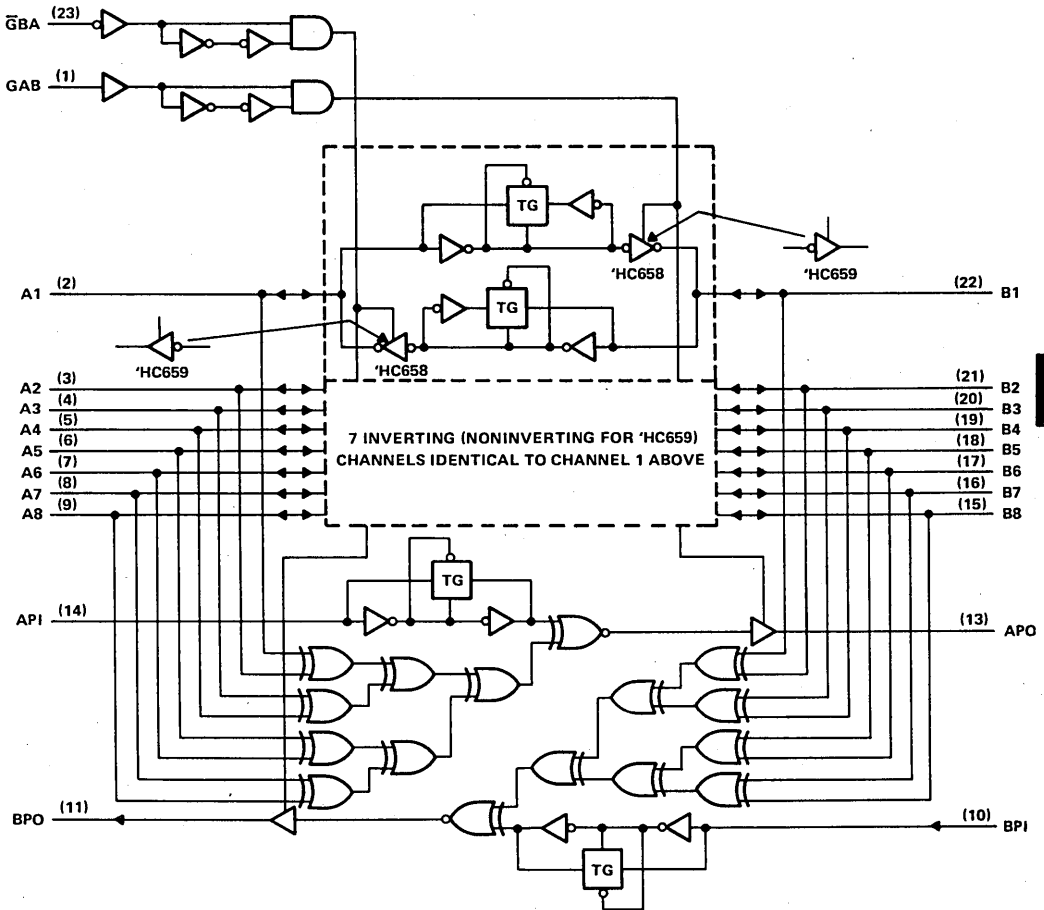 G̅BA (23)
GAB (1)
TG
'HC658
'HC659
A1 (2)
(22) B1
TG
'HC659
'HC658
A2 (3)
A3 (4)
A4 (5)
A5 (6)
A6 (7)
A7 (8)
A8 (9)
7 INVERTING (NONINVERTING FOR 'HC659)
CHANNELS IDENTICAL TO CHANNEL 1 ABOVE
(21) B2
(20) B3
(19) B4
(18) B5
(17) B6
(16) B7
(15) B8
TG
API (14)
(13) APO
BPO (11)
(10) BPI
TG